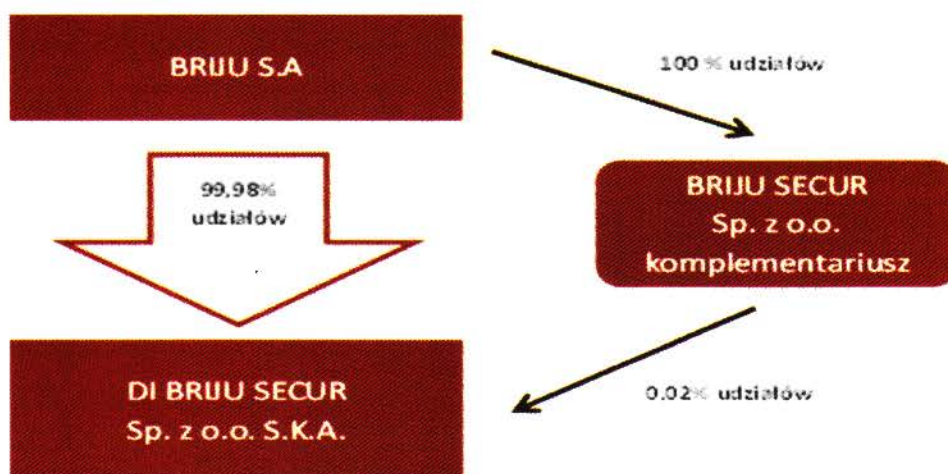 BRIJU S.A
100 % udziałów
99,98%
udziałów
BRIJU SECUR
Sp. z o.o.
komplementariusz
DI BRIJU SECUR
Sp. z o.o. S.K.A.
0,02% udziałów